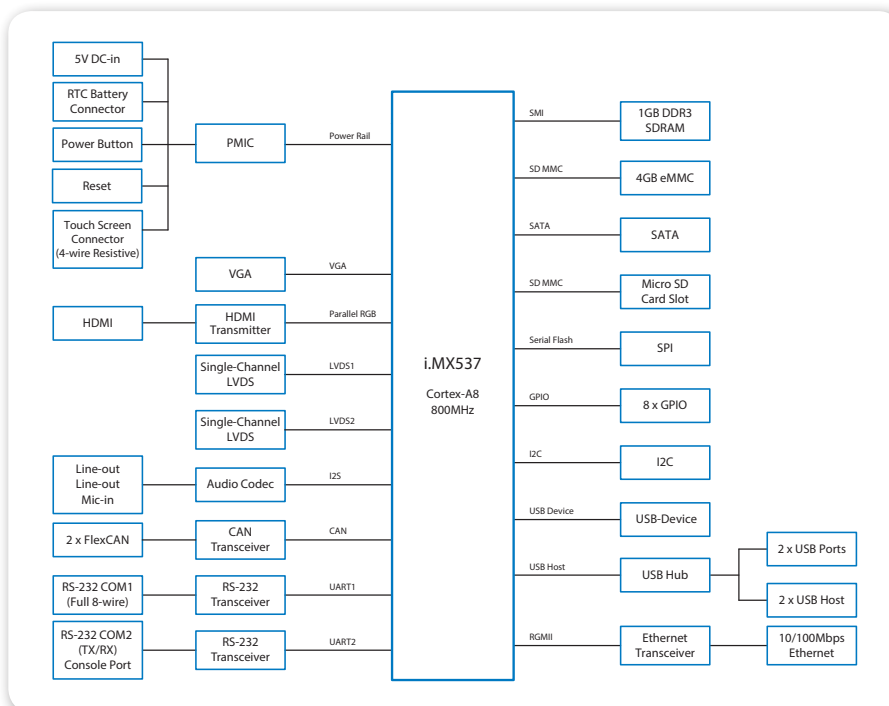 5V DC-in
RTC Battery
Connector
Power Button
Reset
Touch Screen
Connector
(4-wire Resistive)
PMIC
Power Rail
VGA
VGA
HDMI
HDMI
Transmitter
Parallel RGB
Single-Channel
LVDS
LVDS1
Single-Channel
LVDS
LVDS2
Line-out
Line-out
Mic-in
Audio Codec
I2S
2 x FlexCAN
CAN
Transceiver
CAN
RS-232 COM1
(Full 8-wire)
RS-232
Transceiver
UART1
RS-232 COM2
(TX/RX)
Console Port
RS-232
Transceiver
UART2
i.MX537
Cortex-A8
800MHz
SMI
1GB DDR3
SDRAM
SD MMC
4GB eMMC
SATA
SATA
SD MMC
Micro SD
Card Slot
Serial Flash
SPI
GPIO
8 x GPIO
I2C
I2C
USB Device
USB-Device
USB Host
USB Hub
2 x USB Ports
2 x USB Host
RGMII
Ethernet
Transceiver
10/100Mbps
Ethernet